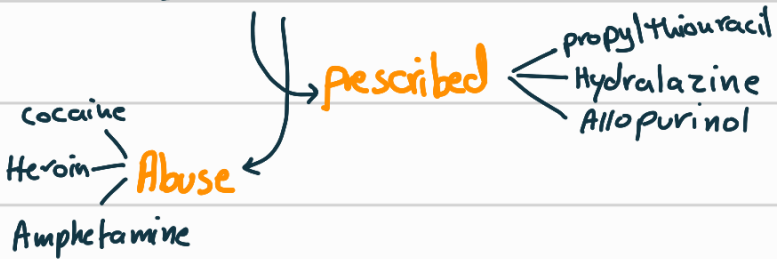 propylthiouracil
prescribed
Hydralazine
Allopurinol
cocaine
Heroin
Abuse
Amphetamine